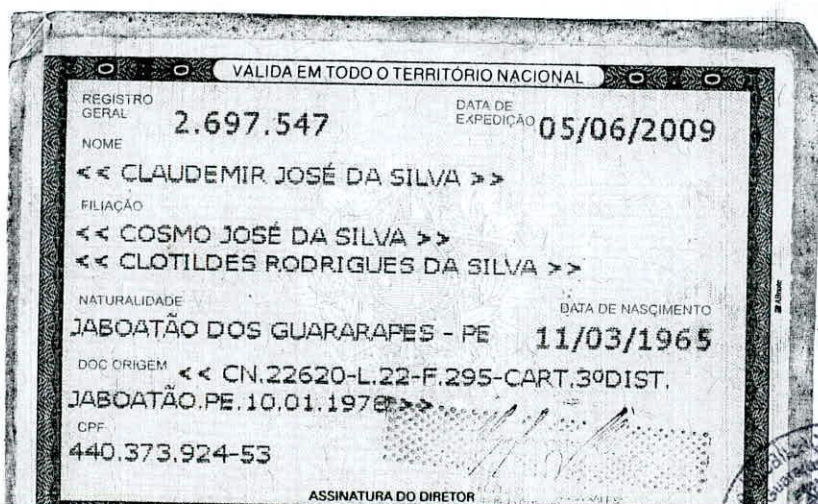 VÁLIDA EM TODO O TERRITÓRIO NACIONAL
REGISTRO GERAL 2.697.547 DATA DE EXPEDIÇÃO 05/06/2009
NOME
<< CLAUDEMIR JOSÉ DA SILVA >>
FILIAÇÃO
<< COSMO JOSÉ DA SILVA >>
<< CLOTILDES RODRIGUES DA SILVA >>
NATURALIDADE DATA DE NASCIMENTO
JABOATÃO DOS GUARARAPES - PE 11/03/1965
DOC ORIGEM << CN.22620-L.22-F.295-CART.3ºDIST.
JABOATÃO.PE.10.01.1978>>
CPF
440.373.924-53
ASSINATURA DO DIRETOR